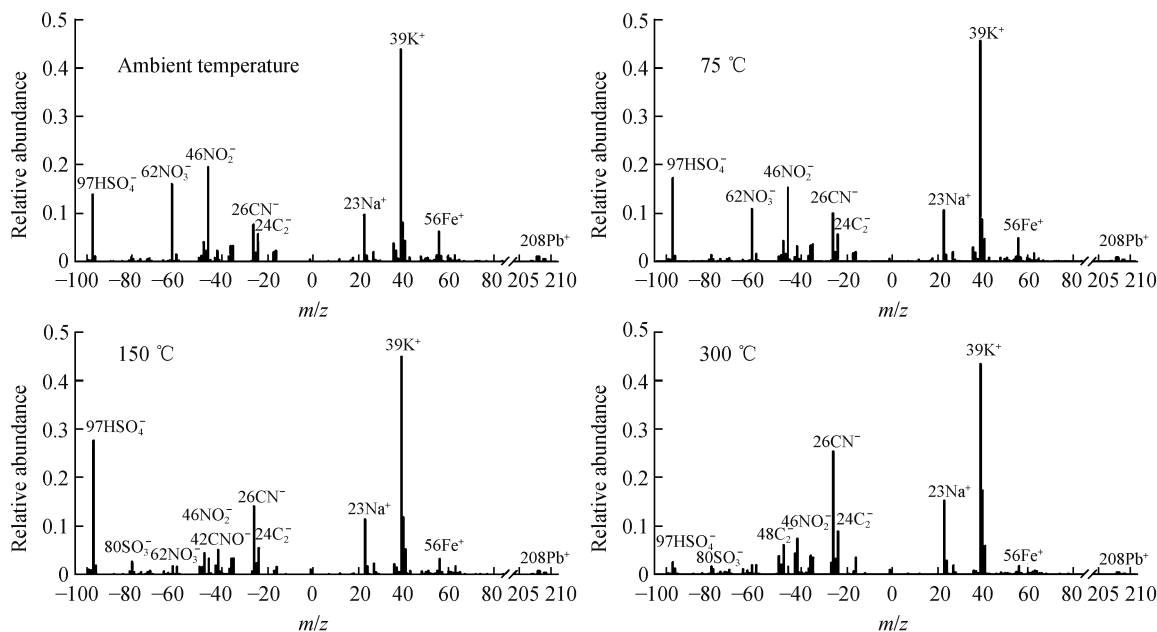 Ambient temperature
Relative abundance
0.5
0.4
0.3
0.2
0.1
0
97HSO₄⁻
62NO₃⁻
46NO₂⁻
26CN⁻
24C₂⁻
23Na⁺
39K⁺
56Fe⁺
208Pb⁺
−100 −80 −60 −40 −20 0 20 40 60 80 205 210
m/z
75 ℃
Relative abundance
0.5
0.4
0.3
0.2
0.1
0
97HSO₄⁻
62NO₃⁻
46NO₂⁻
26CN⁻
24C₂⁻
23Na⁺
39K⁺
56Fe⁺
208Pb⁺
−100 −80 −60 −40 −20 0 20 40 60 80 205 210
m/z
150 ℃
Relative abundance
0.5
0.4
0.3
0.2
0.1
0
97HSO₄⁻
80SO₃⁻
62NO₃⁻
46NO₂⁻
42CNO⁻
26CN⁻
24C₂⁻
23Na⁺
39K⁺
56Fe⁺
208Pb⁺
−100 −80 −60 −40 −20 0 20 40 60 80 205 210
m/z
300 ℃
Relative abundance
0.5
0.4
0.3
0.2
0.1
0
97HSO₄⁻
80SO₃⁻
48C₂⁻
46NO₂⁻
26CN⁻
24C₂⁻
23Na⁺
39K⁺
56Fe⁺
208Pb⁺
−100 −80 −60 −40 −20 0 20 40 60 80 205 210
m/z